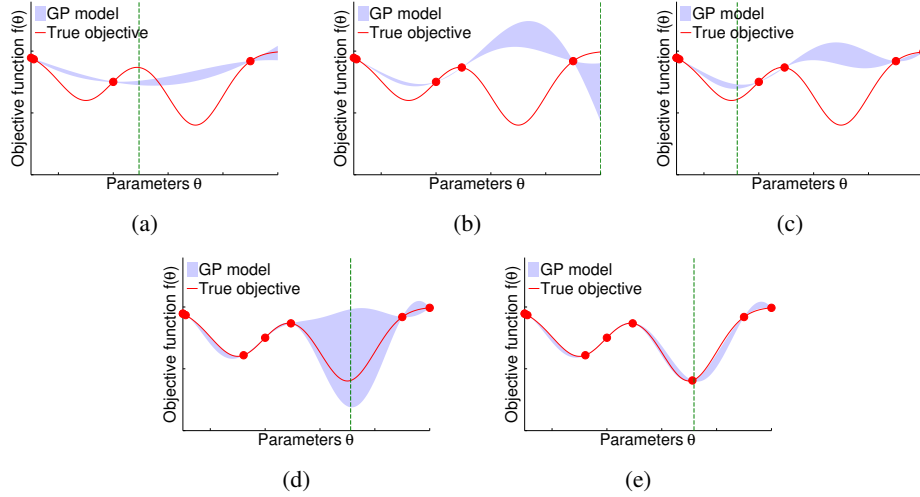 Objective function f(θ)
GP model
True objective
Parameters θ
(a)
Objective function f(θ)
GP model
True objective
Parameters θ
(b)
Objective function f(θ)
GP model
True objective
Parameters θ
(c)
Objective function f(θ)
GP model
True objective
Parameters θ
(d)
Objective function f(θ)
GP model
True objective
Parameters θ
(e)